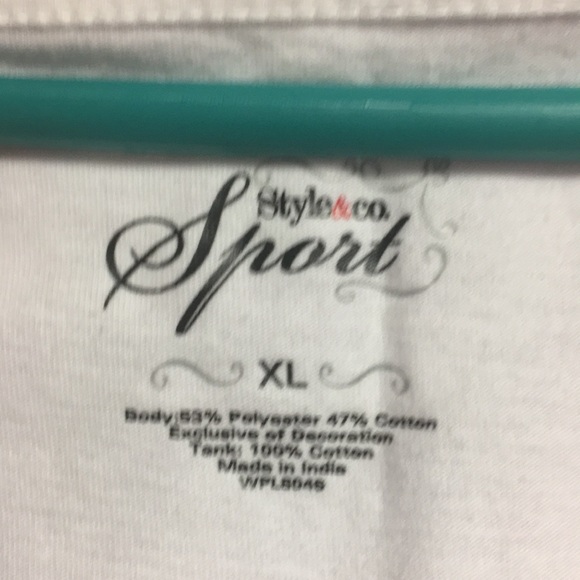 Style&co.
Sport
XL
Body:53% Polyester 47% Cotton
Exclusive of Decoration
Tank: 100% Cotton
Made in India